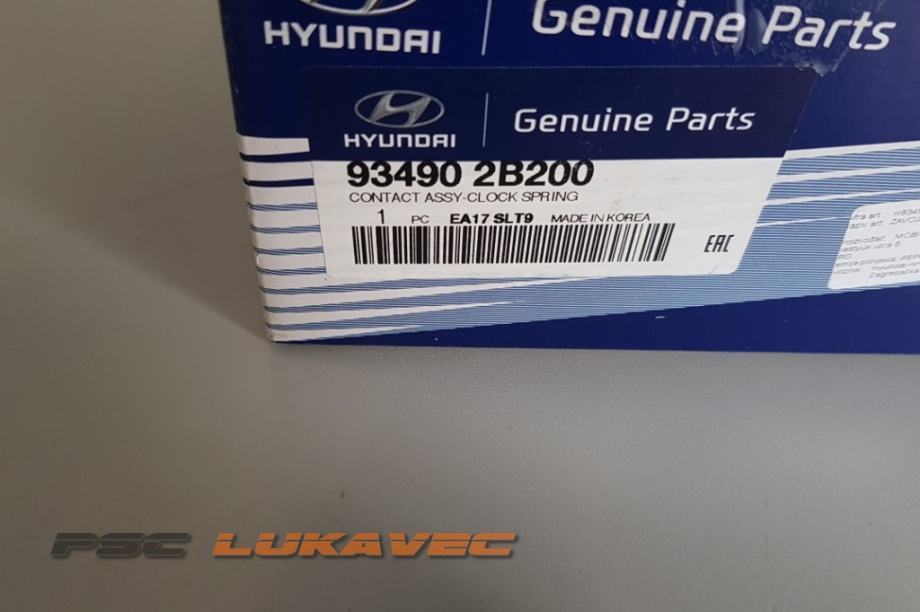 HYUNDAI
Genuine Parts
HYUNDAI
Genuine Parts
93490 2B200
CONTACT ASSY-CLOCK SPRING
1 PC EA17 SLT9 MADE IN KOREA
EAC
PSC LUKAVEC